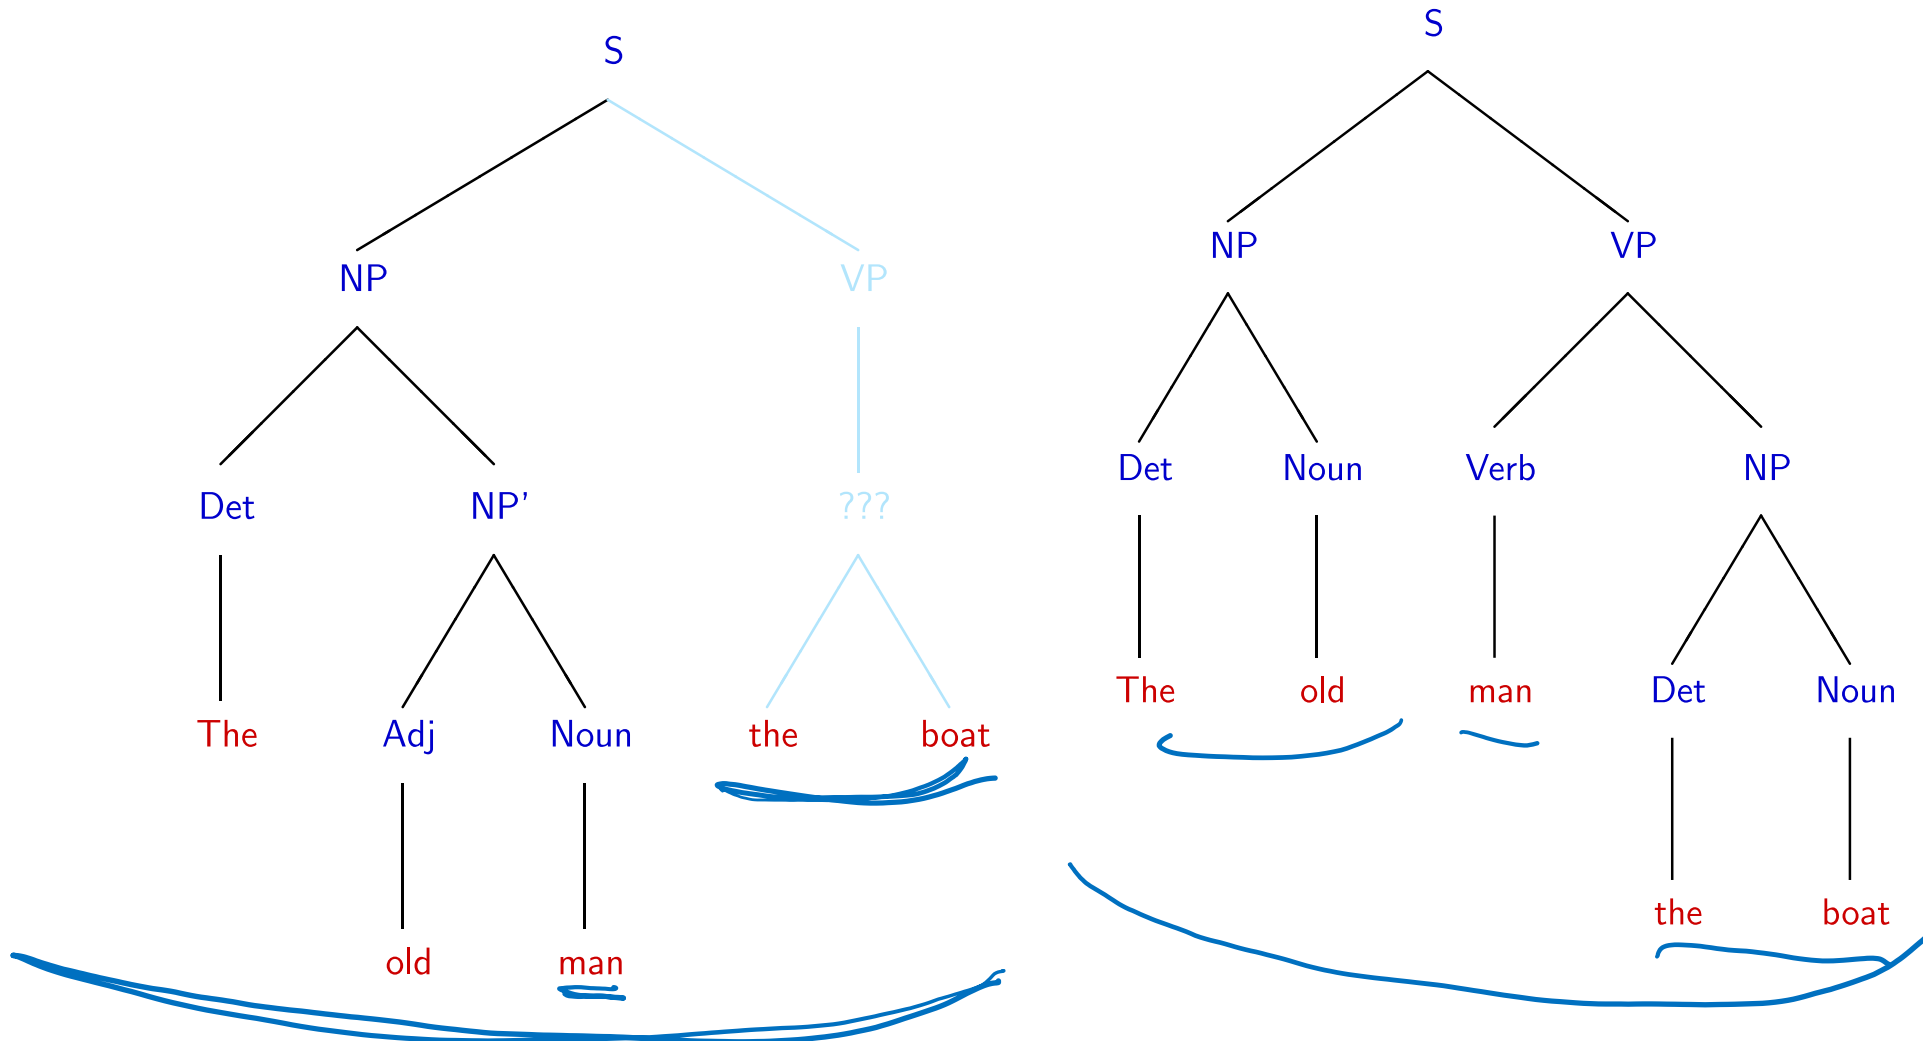 S
NP VP
Det NP' ???
The Adj Noun the boat
old man
S
NP VP
Det Noun Verb NP
The old man Det Noun
the boat